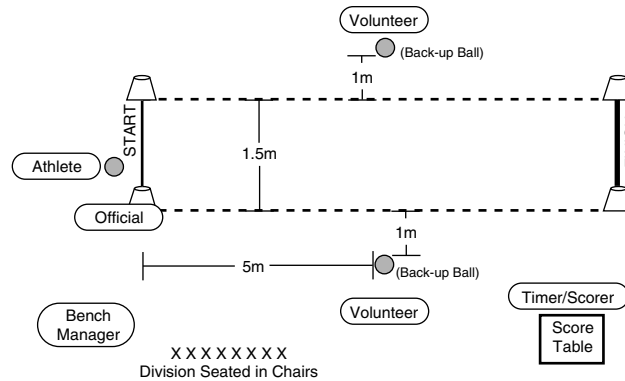 Volunteer
(Back-up Ball)
1m
START
1.5m
Athlete
Official
1m
5m
(Back-up Ball)
Bench
Manager
Volunteer
Timer/Scorer
Score
Table
X X X X X X X X
Division Seated in Chairs